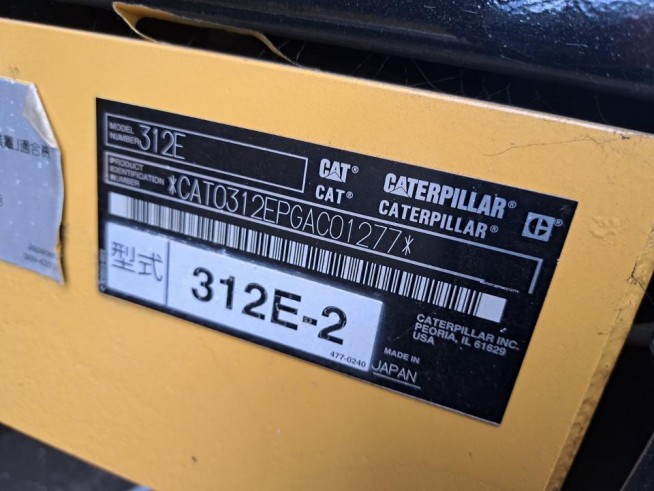 MODEL NUMBER 312E
CAT® CATERPILLAR®
CAT® CATERPILLAR®
PRODUCT IDENTIFICATION NUMBER
*CAT0312EPGAC01277*
型式 312E-2
477-0240
CATERPILLAR INC.
PEORIA, IL 61629
USA
MADE IN
JAPAN